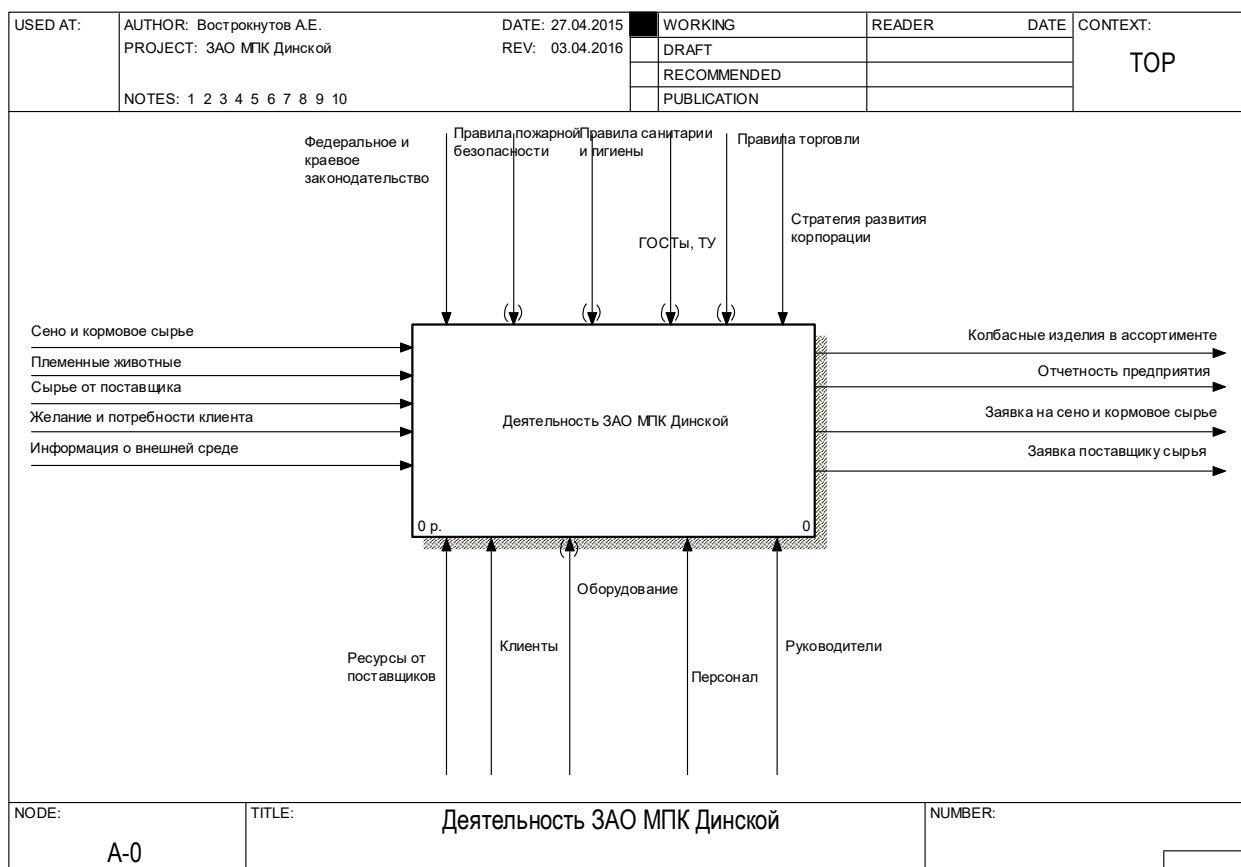 USED AT:
AUTHOR: Вострокнутов А.Е.
DATE: 27.04.2015
WORKING
READER
DATE
CONTEXT:
PROJECT: ЗАО МПК Динской
REV: 03.04.2016
DRAFT
TOP
RECOMMENDED
NOTES: 1 2 3 4 5 6 7 8 9 10
PUBLICATION
Федеральное и
краевое
законодательство
Правила пожарной
безопасности
Правила санитарии
и гигиены
Правила торговли
ГОСТы, ТУ
Стратегия развития
корпорации
Сено и кормовое сырье
Племенные животные
Сырье от поставщика
Желание и потребности клиента
Информация о внешней среде
Деятельность ЗАО МПК Динской
0 р.
0
Колбасные изделия в ассортименте
Отчетность предприятия
Заявка на сено и кормовое сырье
Заявка поставщику сырья
Ресурсы от
поставщиков
Клиенты
Оборудование
Персонал
Руководители
NODE:
A-0
TITLE:
Деятельность ЗАО МПК Динской
NUMBER: